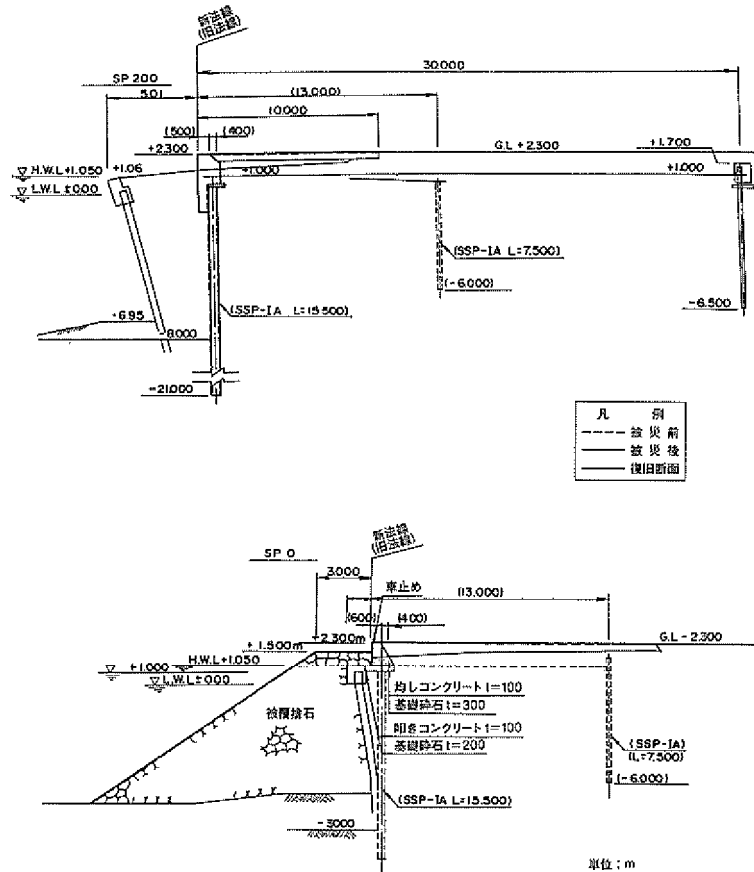 新法線
(旧法線)
30.000
SP 200
5.01
(13.000)
10.000
(500)
(400)
+2.300
G.L +2.300
+1.700
H.W.L+1.050
+1.06
+1.000
+1.000
L.W.L ±0.00
(SSP-IA L=7.500)
(-6.000)
-6.500
(SSP-IA L=15.500)
-8.000
-21.000
凡 例
被災前
被災後
復旧断面
新法線
(旧法線)
SP 0
3.000
車止め
(13.000)
(600)
(400)
2.300m
+1.500m
G.L-2.300
H.W.L+1.050
+1.000
L.W.L ±0.00
均しコンクリート t=100
基礎砕石 t=300
叩きコンクリート t=100
基礎砕石 t=200
被覆捨石
(SSP-IA)
(L=7.500)
(-6.000)
(SSP-IA L=15.500)
-3.000
単位；m